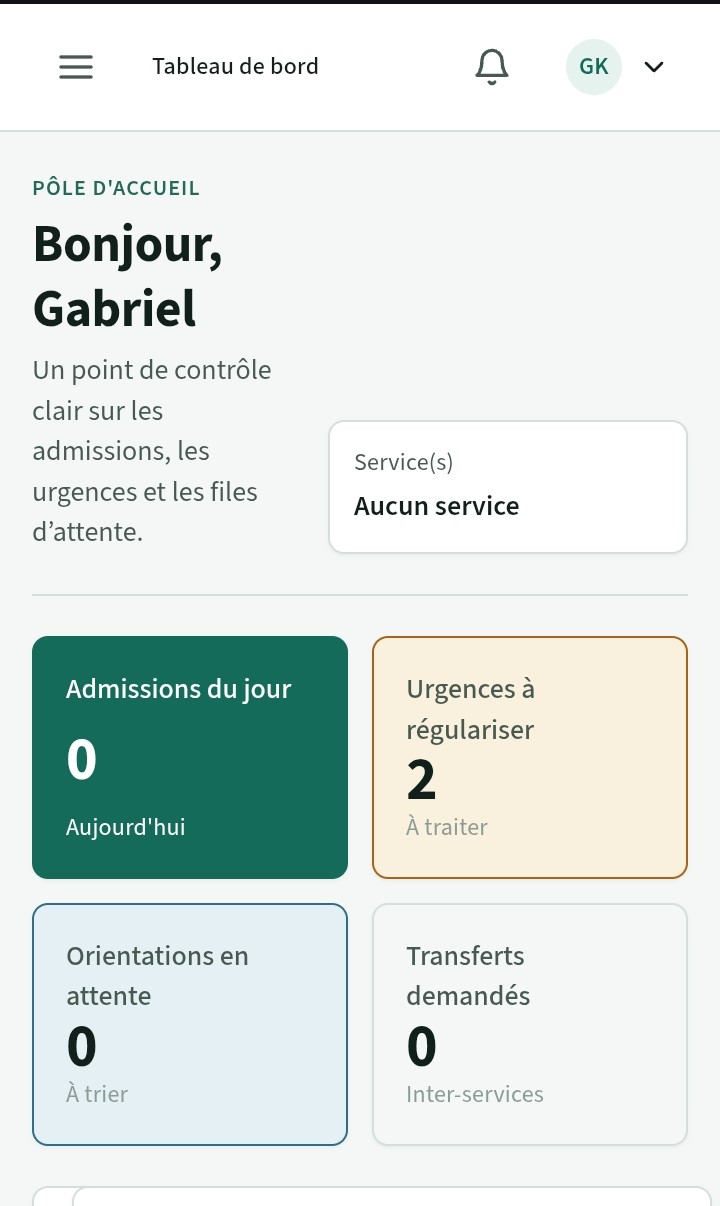 Tableau de bord
GK
PÔLE D'ACCUEIL
Bonjour,
Gabriel
Un point de contrôle
clair sur les
admissions, les
urgences et les files
d’attente.
Service(s)
Aucun service
Admissions du jour
0
Aujourd'hui
Urgences à
régulariser
2
À traiter
Orientations en
attente
0
À trier
Transferts
demandés
0
Inter-services